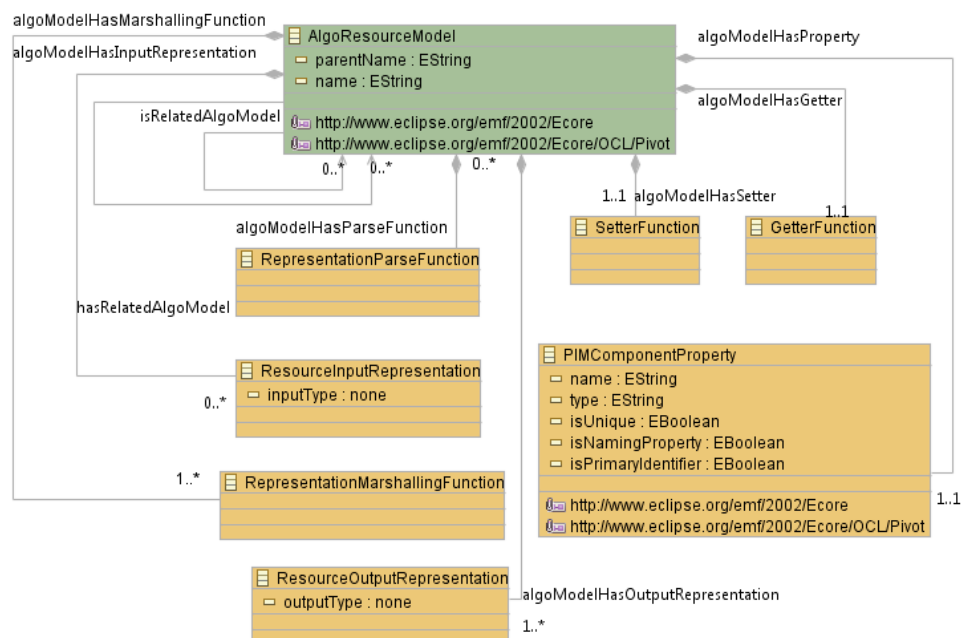 algoModelHasMarshallingFunction
algoModelHasInputRepresentation
AlgoResourceModel
parentName : EString
name : EString
http://www.eclipse.org/emf/2002/Ecore
http://www.eclipse.org/emf/2002/Ecore/OCL/Pivot
algoModelHasProperty
algoModelHasGetter
isRelatedAlgoModel
0..*
0..*
0..*
1..1
algoModelHasSetter
1..1
algoModelHasParseFunction
SetterFunction
GetterFunction
RepresentationParseFunction
hasRelatedAlgoModel
ResourceInputRepresentation
inputType : none
0..*
PIMComponentProperty
name : EString
type : EString
isUnique : EBoolean
isNamingProperty : EBoolean
isPrimaryIdentifier : EBoolean
http://www.eclipse.org/emf/2002/Ecore
http://www.eclipse.org/emf/2002/Ecore/OCL/Pivot
1..1
1..*
RepresentationMarshallingFunction
ResourceOutputRepresentation
outputType : none
algoModelHasOutputRepresentation
1..*